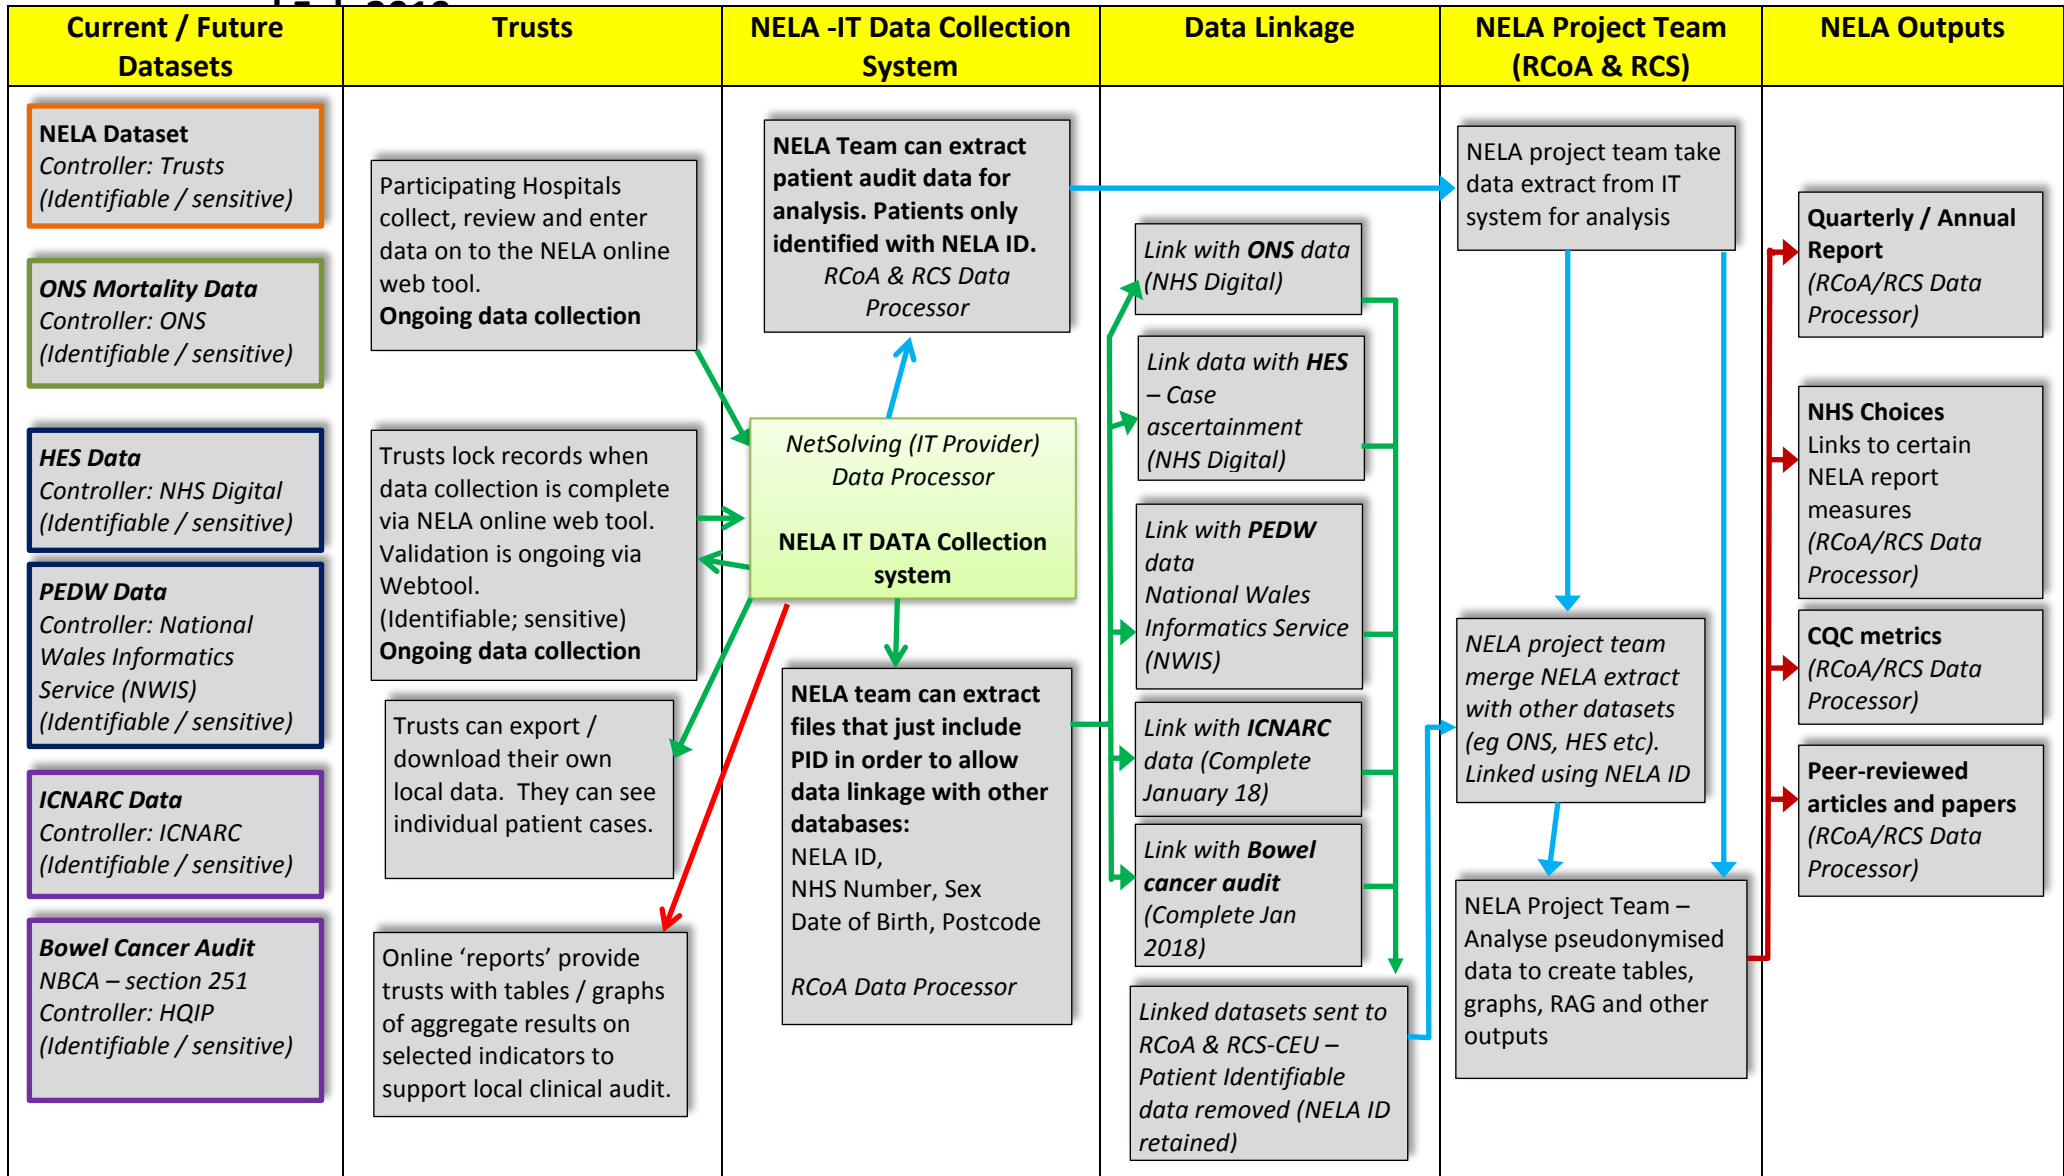 Current / Future
Datasets
Trusts
NELA -IT Data Collection
System
Data Linkage
NELA Project Team
(RCoA & RCS)
NELA Outputs
NELA Dataset
Controller: Trusts
(Identifiable / sensitive)
ONS Mortality Data
Controller: ONS
(Identifiable / sensitive)
HES Data
Controller: NHS Digital
(Identifiable / sensitive)
PEDW Data
Controller: National
Wales Informatics
Service (NWIS)
(Identifiable / sensitive)
ICNARC Data
Controller: ICNARC
(Identifiable / sensitive)
Bowel Cancer Audit
NBCA – section 251
Controller: HQIP
(Identifiable / sensitive)
Participating Hospitals
collect, review and enter
data on to the NELA online
web tool.
Ongoing data collection
Trusts lock records when
data collection is complete
via NELA online web tool.
Validation is ongoing via
Webtool.
(Identifiable; sensitive)
Ongoing data collection
Trusts can export /
download their own
local data.  They can see
individual patient cases.
Online ‘reports’ provide
trusts with tables / graphs
of aggregate results on
selected indicators to
support local clinical audit.
NELA Team can extract
patient audit data for
analysis. Patients only
identified with NELA ID.
RCoA & RCS Data
Processor
NetSolving (IT Provider)
Data Processor
NELA IT DATA Collection
system
NELA team can extract
files that just include
PID in order to allow
data linkage with other
databases:
NELA ID,
NHS Number, Sex
Date of Birth, Postcode
RCoA Data Processor
Link with ONS data
(NHS Digital)
Link data with HES
– Case
ascertainment
(NHS Digital)
Link with PEDW
data
National Wales
Informatics Service
(NWIS)
Link with ICNARC
data (Complete
January 18)
Link with Bowel
cancer audit
(Complete Jan
2018)
Linked datasets sent to
RCoA & RCS-CEU –
Patient Identifiable
data removed (NELA ID
retained)
NELA project team take
data extract from IT
system for analysis
NELA project team
merge NELA extract
with other datasets
(eg ONS, HES etc).
Linked using NELA ID
NELA Project Team –
Analyse pseudonymised
data to create tables,
graphs, RAG and other
outputs
Quarterly / Annual
Report
(RCoA/RCS Data
Processor)
NHS Choices
Links to certain
NELA report
measures
(RCoA/RCS Data
Processor)
CQC metrics
(RCoA/RCS Data
Processor)
Peer-reviewed
articles and papers
(RCoA/RCS Data
Processor)